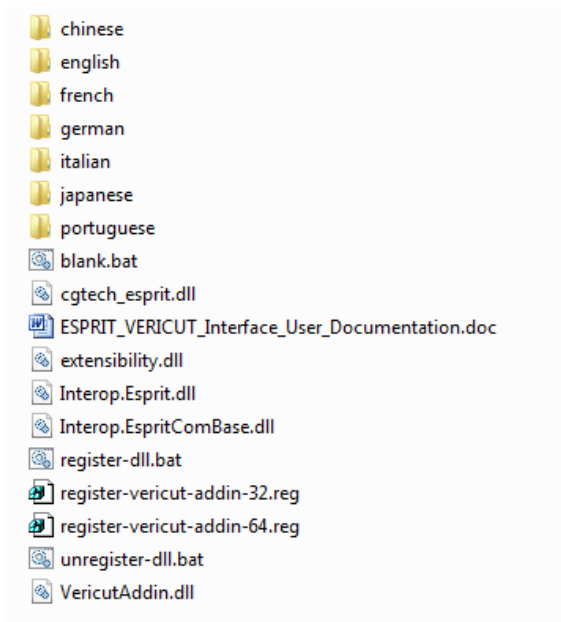 chinese
english
french
german
italian
japanese
portuguese
blank.bat
cgtech_esprit.dll
ESPRIT_VERICUT_Interface_User_Documentation.doc
extensibility.dll
Interop.Esprit.dll
Interop.EspritComBase.dll
register-dll.bat
register-vericut-addin-32.reg
register-vericut-addin-64.reg
unregister-dll.bat
VericutAddin.dll